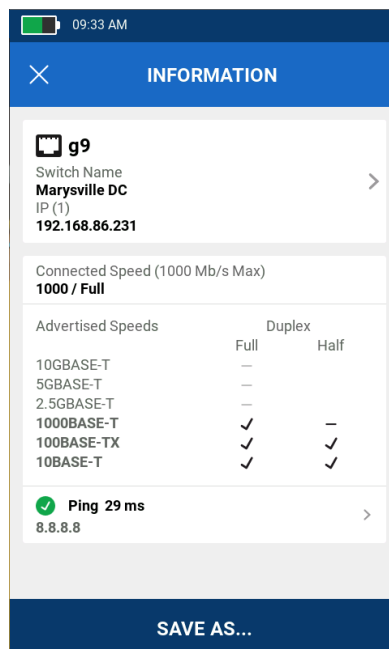 09:33 AM
INFORMATION
g9
Switch Name
Marysville DC
IP (1)
192.168.86.231
Connected Speed (1000 Mb/s Max)
1000 / Full
Advertised Speeds Duplex
Full Half
10GBASE-T –
5GBASE-T –
2.5GBASE-T –
1000BASE-T ✓ –
100BASE-TX ✓ ✓
10BASE-T ✓ ✓
Ping 29 ms
8.8.8.8
SAVE AS...